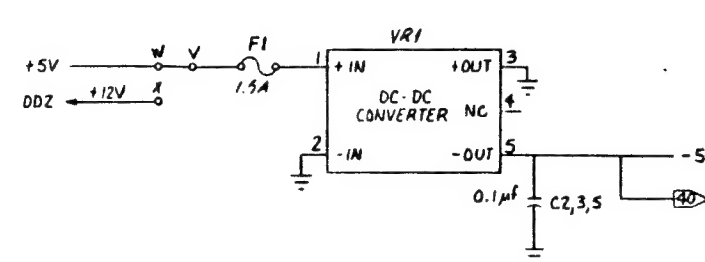 F1
VR1
+5V
W
V
1
+IN
+OUT
3
1.5A
DDZ
+12V
X
DC-DC
CONVERTER
NC
4
2
-IN
-OUT
5
-5
0.1µf
C2,3,5
40